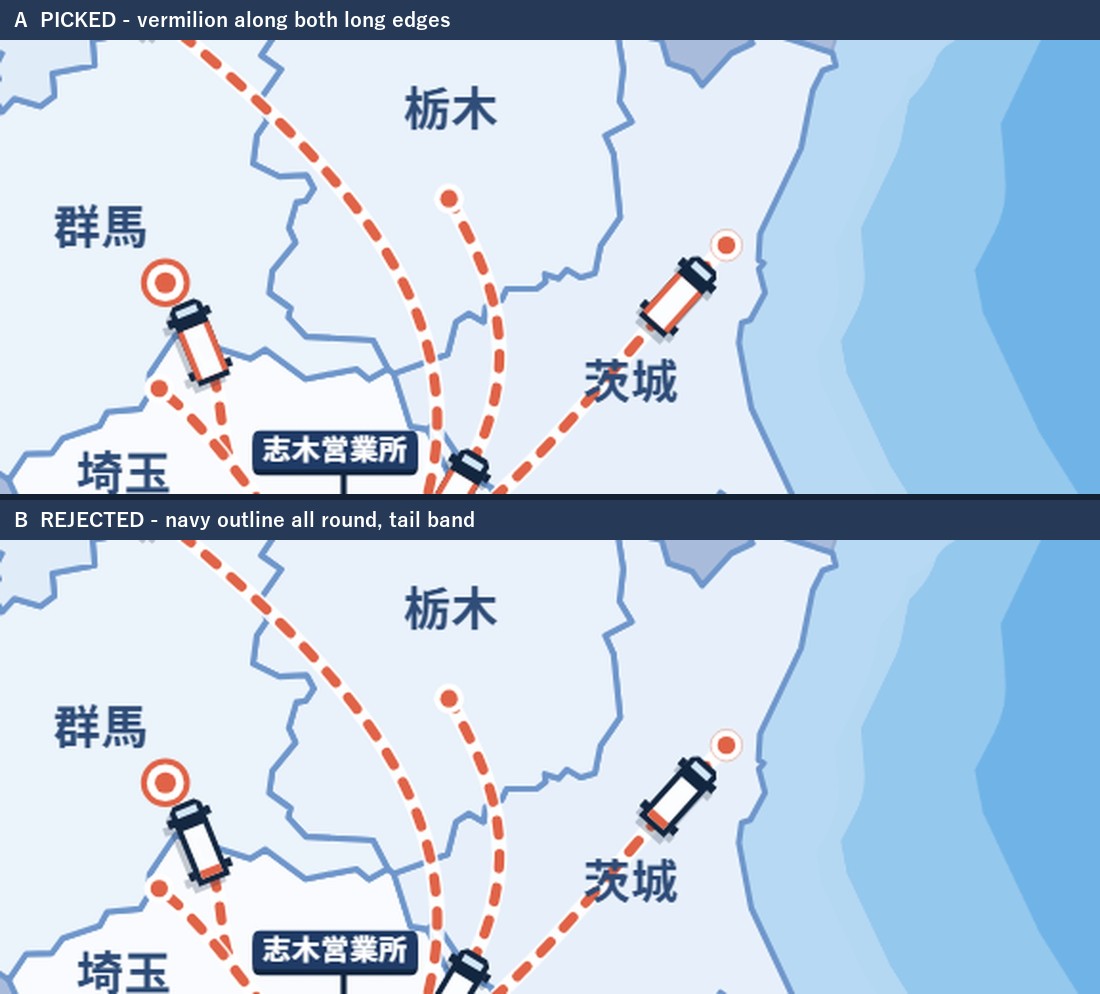 A PICKED - vermilion along both long edges
栃木
群馬
茨城
志木営業所
埼玉
B REJECTED - navy outline all round, tail band
栃木
群馬
茨城
志木営業所
埼玉